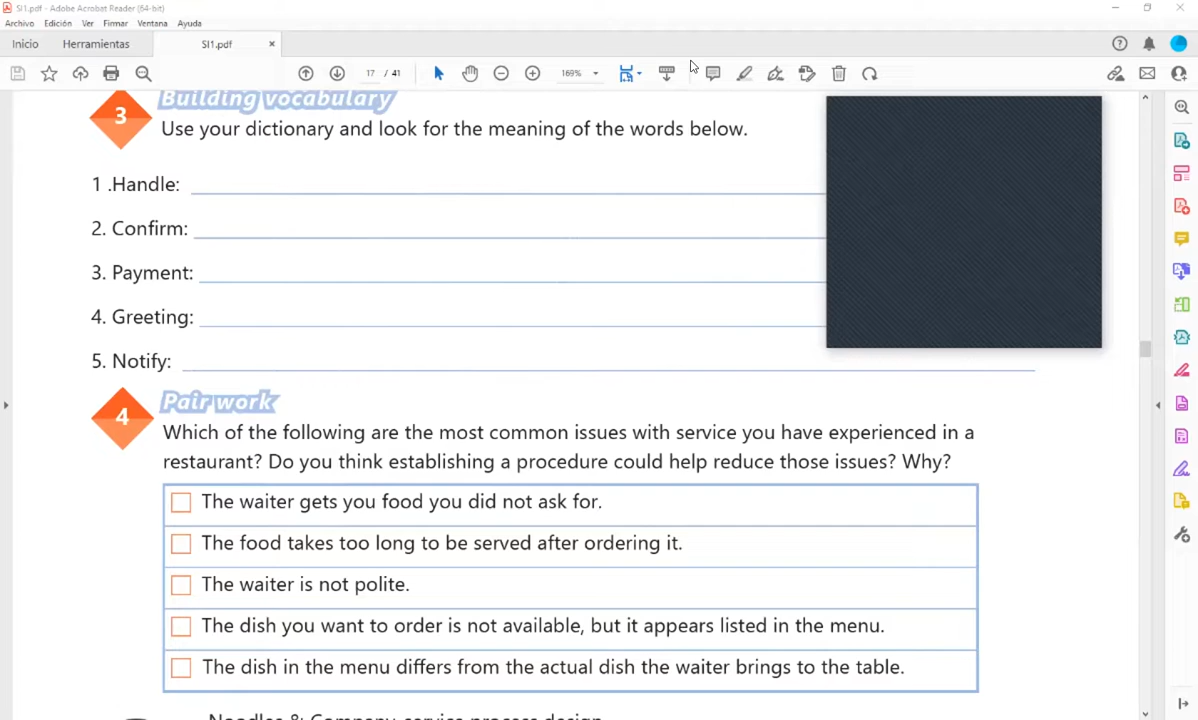 SI1.pdf - Adobe Acrobat Reader (64-bit)
Archivo Edición Ver Firmar Ventana Ayuda
Inicio Herramientas SI1.pdf
17 / 41 169%
3 Building vocabulary
Use your dictionary and look for the meaning of the words below.
1 .Handle:
2. Confirm:
3. Payment:
4. Greeting:
5. Notify:
4 Pair work
Which of the following are the most common issues with service you have experienced in a
restaurant? Do you think establishing a procedure could help reduce those issues? Why?
The waiter gets you food you did not ask for.
The food takes too long to be served after ordering it.
The waiter is not polite.
The dish you want to order is not available, but it appears listed in the menu.
The dish in the menu differs from the actual dish the waiter brings to the table.
Noodles & Company service process design